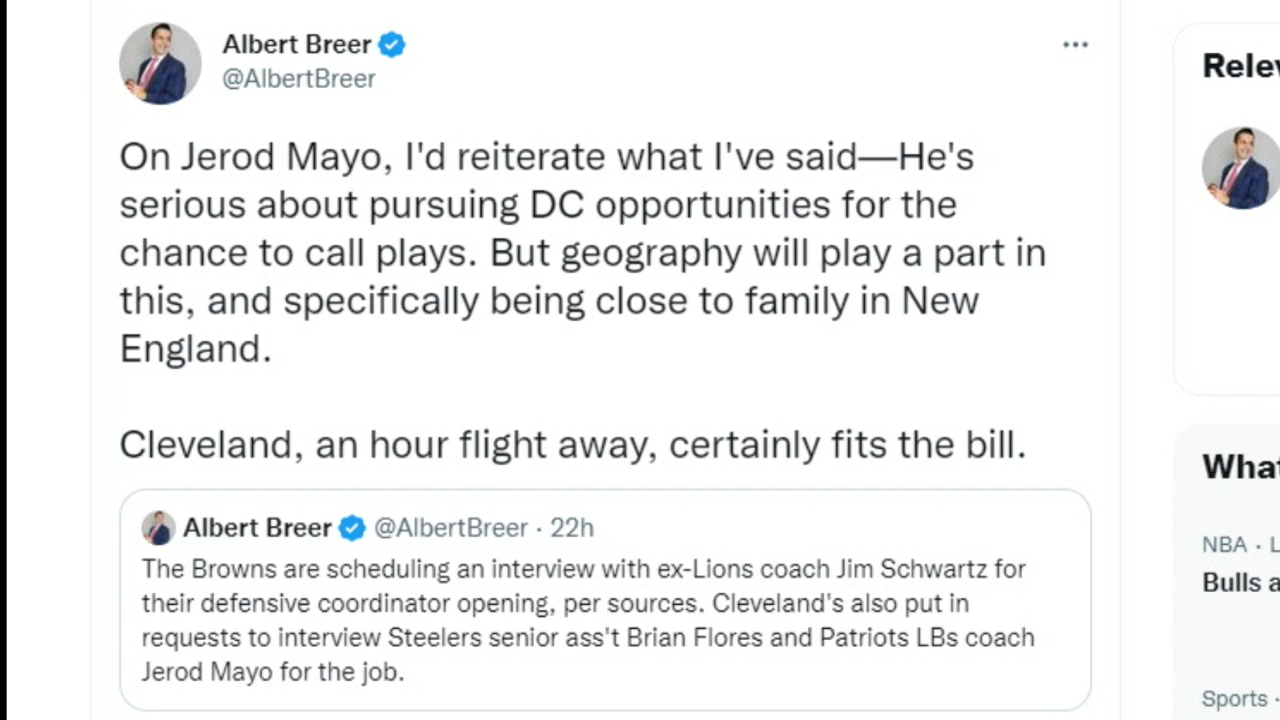 Albert Breer
@AlbertBreer
On Jerod Mayo, I'd reiterate what I've said—He's
serious about pursuing DC opportunities for the
chance to call plays. But geography will play a part in
this, and specifically being close to family in New
England.
Cleveland, an hour flight away, certainly fits the bill.
Albert Breer @AlbertBreer · 22h
The Browns are scheduling an interview with ex-Lions coach Jim Schwartz for
their defensive coordinator opening, per sources. Cleveland's also put in
requests to interview Steelers senior ass't Brian Flores and Patriots LBs coach
Jerod Mayo for the job.
NBA ·
Bulls
Sports ·